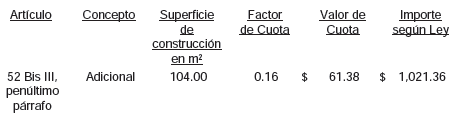 Artículo Concepto Superficie de construcción en m² Factor de Cuota Valor de Cuota Importe según Ley
52 Bis III, penúltimo párrafo Adicional 104.00 0.16 $ 61.38 $ 1,021.36